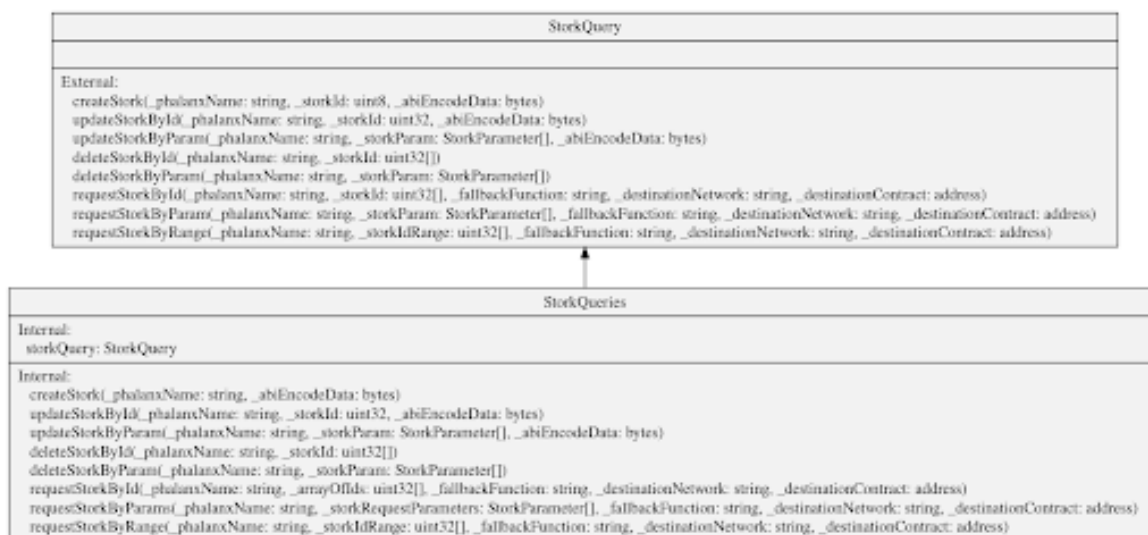 StorkQuery
External:
createStork(_phalanxName: string, _storkId: uint8, _abiEncodeData: bytes)
updateStorkById(_phalanxName: string, _storkId: uint32, _abiEncodeData: bytes)
updateStorkByParam(_phalanxName: string, _storkParam: StorkParameter[], _abiEncodeData: bytes)
deleteStorkById(_phalanxName: string, _storkId: uint32[])
deleteStorkByParam(_phalanxName: string, _storkParam: StorkParameter[])
requestStorkById(_phalanxName: string, _storkId: uint32[], _fallbackFunction: string, _destinationNetwork: string, _destinationContract: address)
requestStorkByParam(_phalanxName: string, _storkParam: StorkParameter[], _fallbackFunction: string, _destinationNetwork: string, _destinationContract: address)
requestStorkByRange(_phalanxName: string, _storkIdRange: uint32[], _fallbackFunction: string, _destinationNetwork: string, _destinationContract: address)
StorkQueries
Internal:
storkQuery: StorkQuery
Internal:
createStork(_phalanxName: string, _abiEncodeData: bytes)
updateStorkById(_phalanxName: string, _storkId: uint32, _abiEncodeData: bytes)
updateStorkByParam(_phalanxName: string, _storkParam: StorkParameter[], _abiEncodeData: bytes)
deleteStorkById(_phalanxName: string, _storkId: uint32[])
deleteStorkByParam(_phalanxName: string, _storkParam: StorkParameter[])
requestStorkById(_phalanxName: string, _arrayOfIds: uint32[], _fallbackFunction: string, _destinationNetwork: string, _destinationContract: address)
requestStorkByParams(_phalanxName: string, _storkRequestParameters: StorkParameter[], _fallbackFunction: string, _destinationNetwork: string, _destinationContract: address)
requestStorkByRange(_phalanxName: string, _storkIdRange: uint32[], _fallbackFunction: string, _destinationNetwork: string, _destinationContract: address)